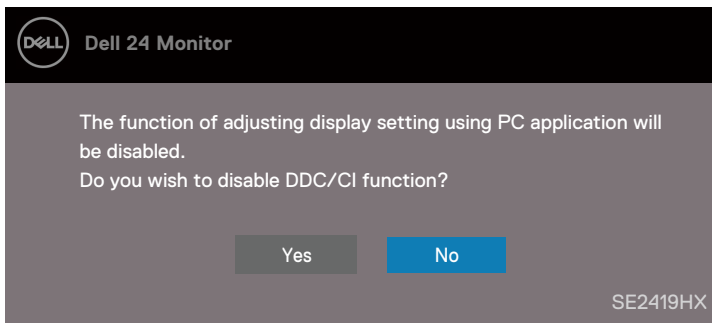 DELL
Dell 24 Monitor
The function of adjusting display setting using PC application will
be disabled.
Do you wish to disable DDC/CI function?
Yes
No
SE2419HX